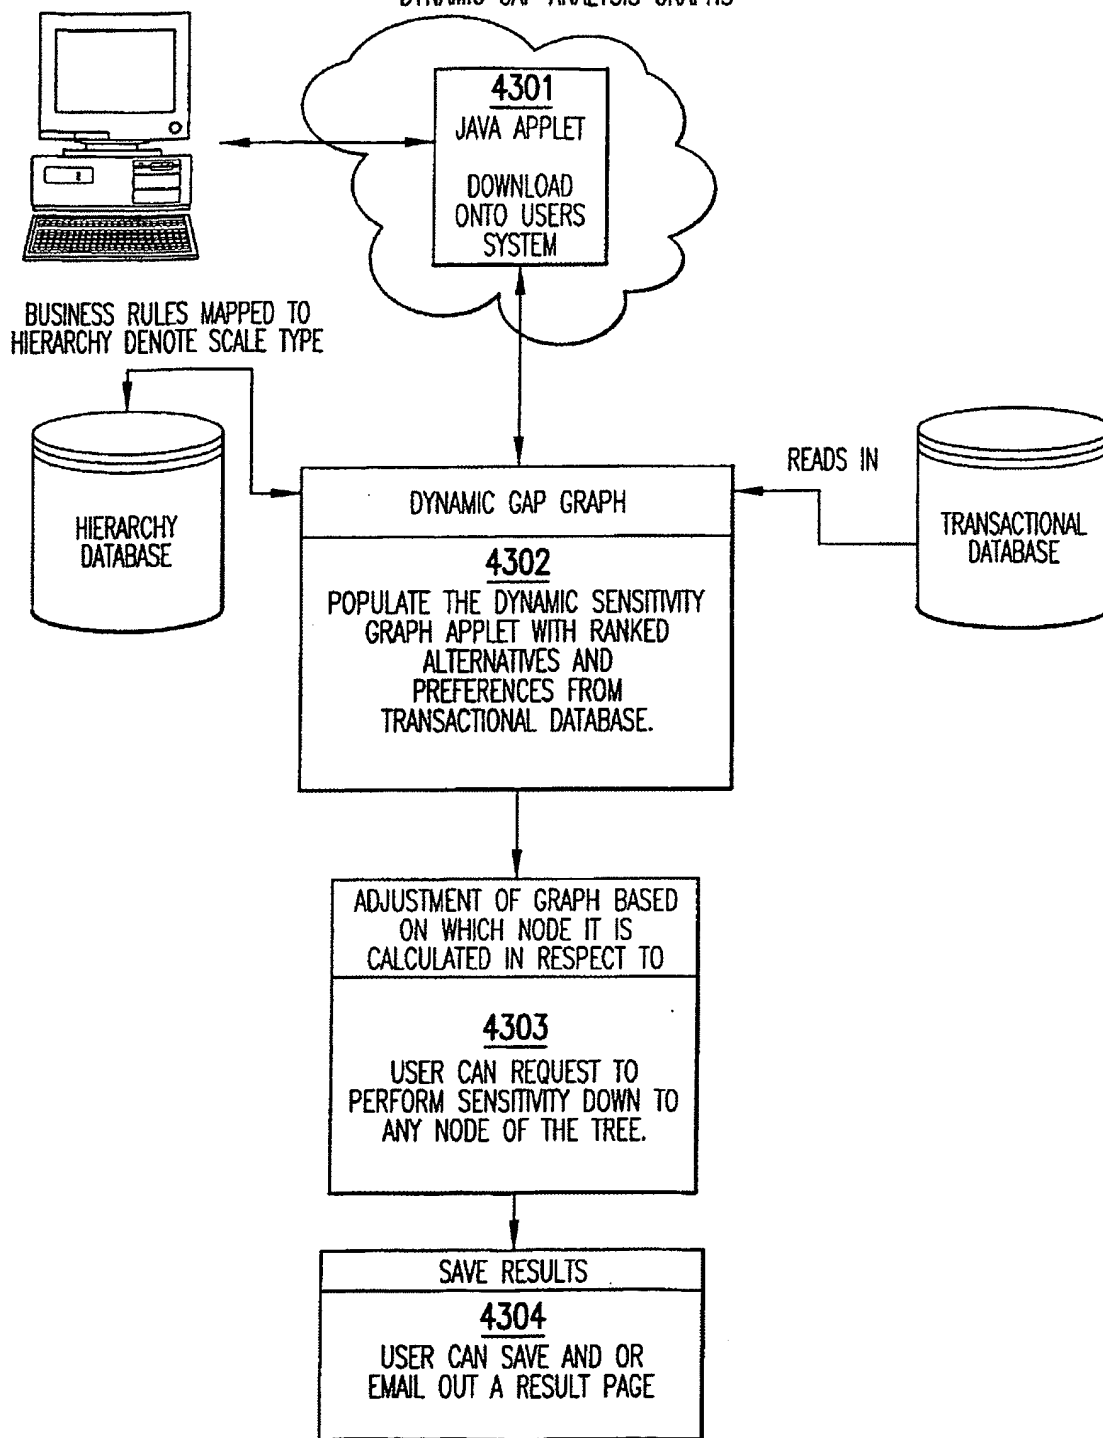 DYNAMIC GAP ANALYSIS GRAPHS
4301
JAVA APPLET
DOWNLOAD
ONTO USERS
SYSTEM
BUSINESS RULES MAPPED TO
HIERARCHY DENOTE SCALE TYPE
HIERARCHY
DATABASE
READS IN
TRANSACTIONAL
DATABASE
DYNAMIC GAP GRAPH
4302
POPULATE THE DYNAMIC SENSITIVITY
GRAPH APPLET WITH RANKED
ALTERNATIVES AND
PREFERENCES FROM
TRANSACTIONAL DATABASE.
ADJUSTMENT OF GRAPH BASED
ON WHICH NODE IT IS
CALCULATED IN RESPECT TO
4303
USER CAN REQUEST TO
PERFORM SENSITIVITY DOWN TO
ANY NODE OF THE TREE.
SAVE RESULTS
4304
USER CAN SAVE AND OR
EMAIL OUT A RESULT PAGE